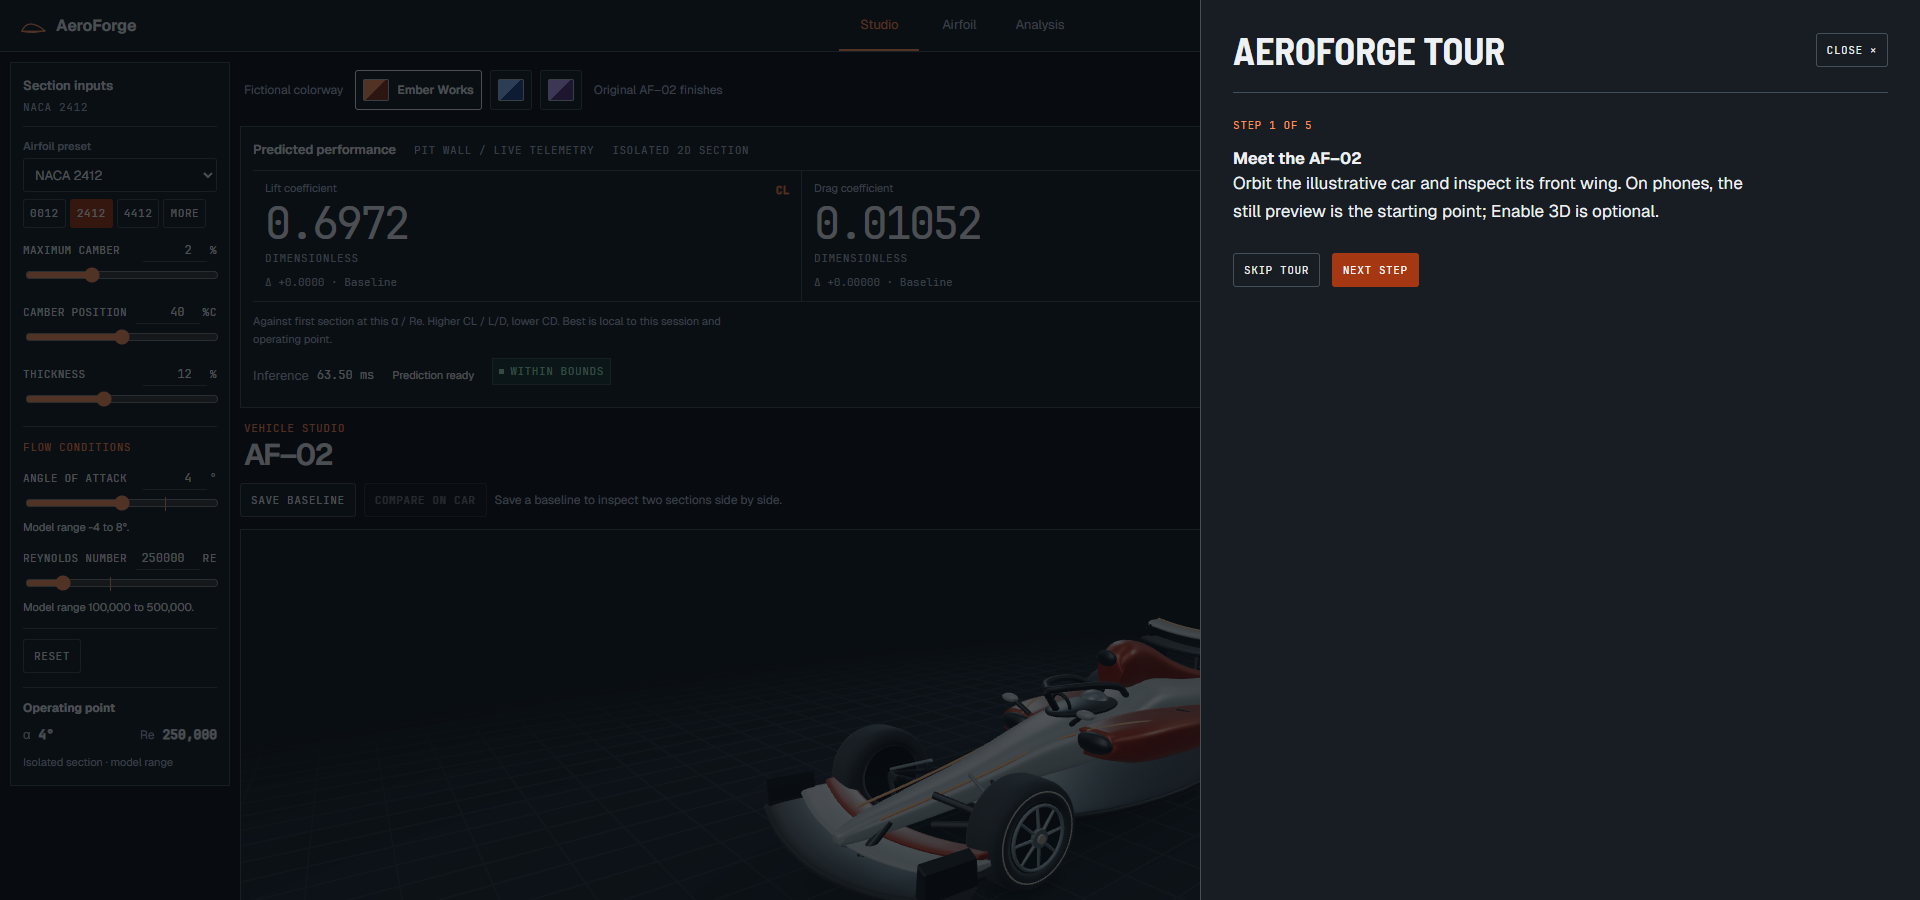 AeroForge
Studio
Airfoil
Analysis
Section inputs
NACA 2412
Airfoil preset
NACA 2412
0012
2412
4412
MORE
MAXIMUM CAMBER 2 %
CAMBER POSITION 40 %C
THICKNESS 12 %
FLOW CONDITIONS
ANGLE OF ATTACK 4 °
Model range -4 to 8°.
REYNOLDS NUMBER 250000 RE
Model range 100,000 to 500,000.
RESET
Operating point
α 4° Re 250,000
Isolated section · model range
Fictional colorway
Ember Works
Original AF–02 finishes
Predicted performance PIT WALL / LIVE TELEMETRY ISOLATED 2D SECTION
Lift coefficient CL
0.6972
DIMENSIONLESS
Δ +0.0000 · Baseline
Drag coefficient
0.01052
DIMENSIONLESS
Δ +0.00000 · Baseline
Against first section at this α / Re. Higher CL / L/D, lower CD. Best is local to this session and
operating point.
Inference 63.50 ms Prediction ready WITHIN BOUNDS
VEHICLE STUDIO
AF–02
SAVE BASELINE
COMPARE ON CAR
Save a baseline to inspect two sections side by side.
AEROFORGE TOUR
CLOSE ×
STEP 1 OF 5
Meet the AF–02
Orbit the illustrative car and inspect its front wing. On phones, the
still preview is the starting point; Enable 3D is optional.
SKIP TOUR
NEXT STEP